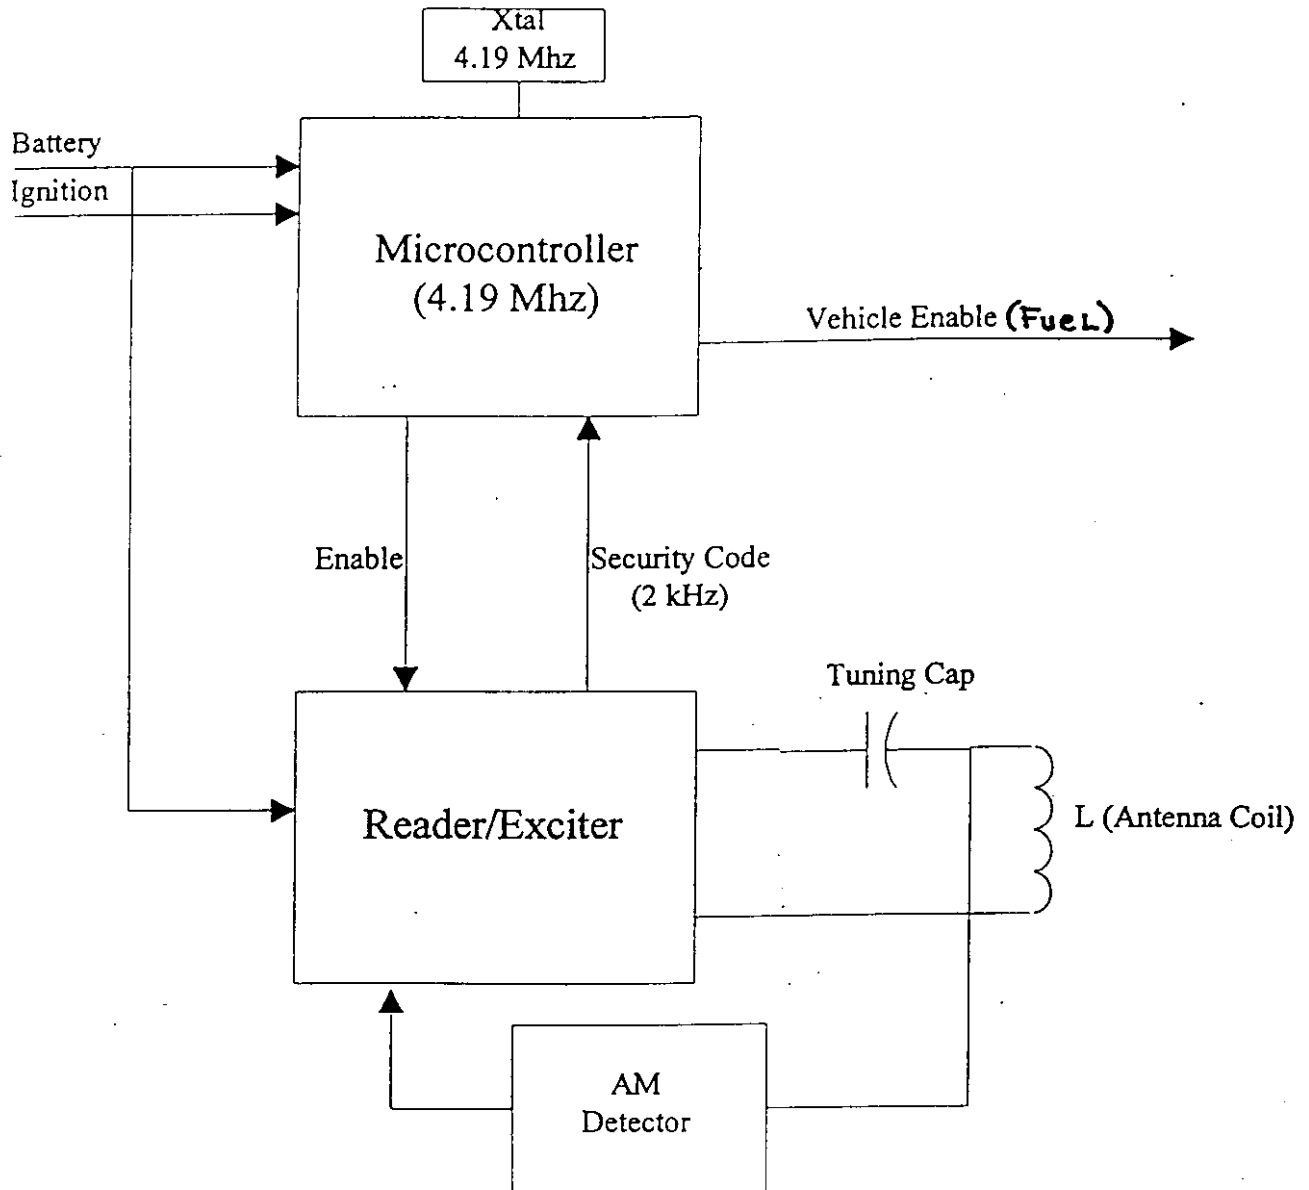 Xtal
4.19 Mhz
Battery
Ignition
Microcontroller
(4.19 Mhz)
Vehicle Enable (FueL)
Enable
Security Code
(2 kHz)
Tuning Cap
Reader/Exciter
L (Antenna Coil)
AM
Detector